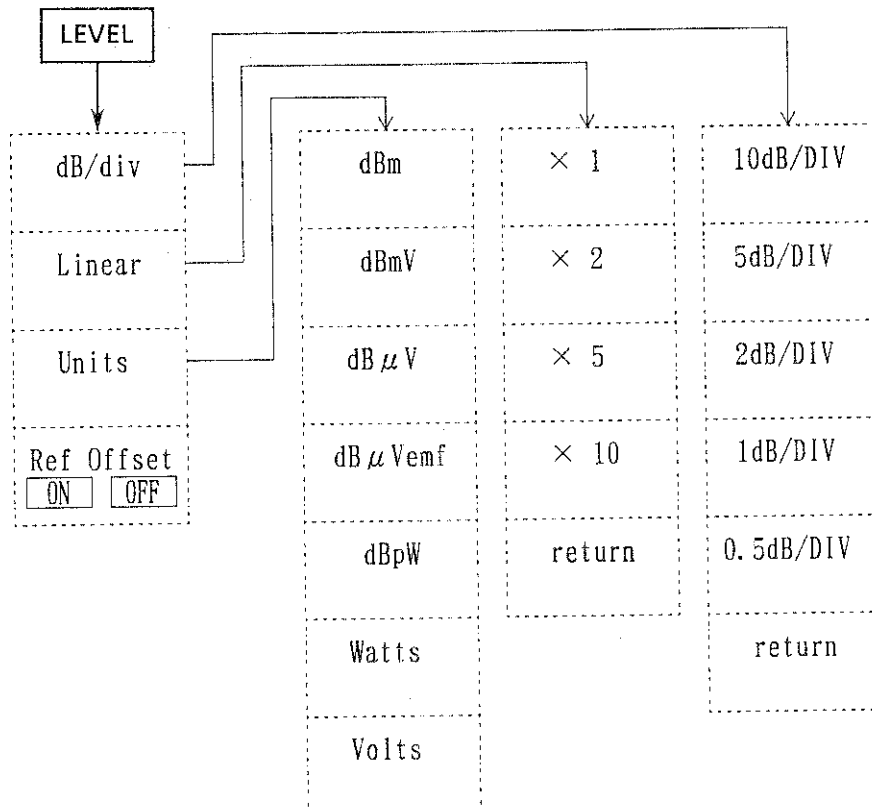 LEVEL
dB/div
Linear
Units
Ref Offset
ON OFF
dBm
dBmV
dBμV
dBμVemf
dBpW
Watts
Volts
× 1
× 2
× 5
× 10
return
10dB/DIV
5dB/DIV
2dB/DIV
1dB/DIV
0.5dB/DIV
return